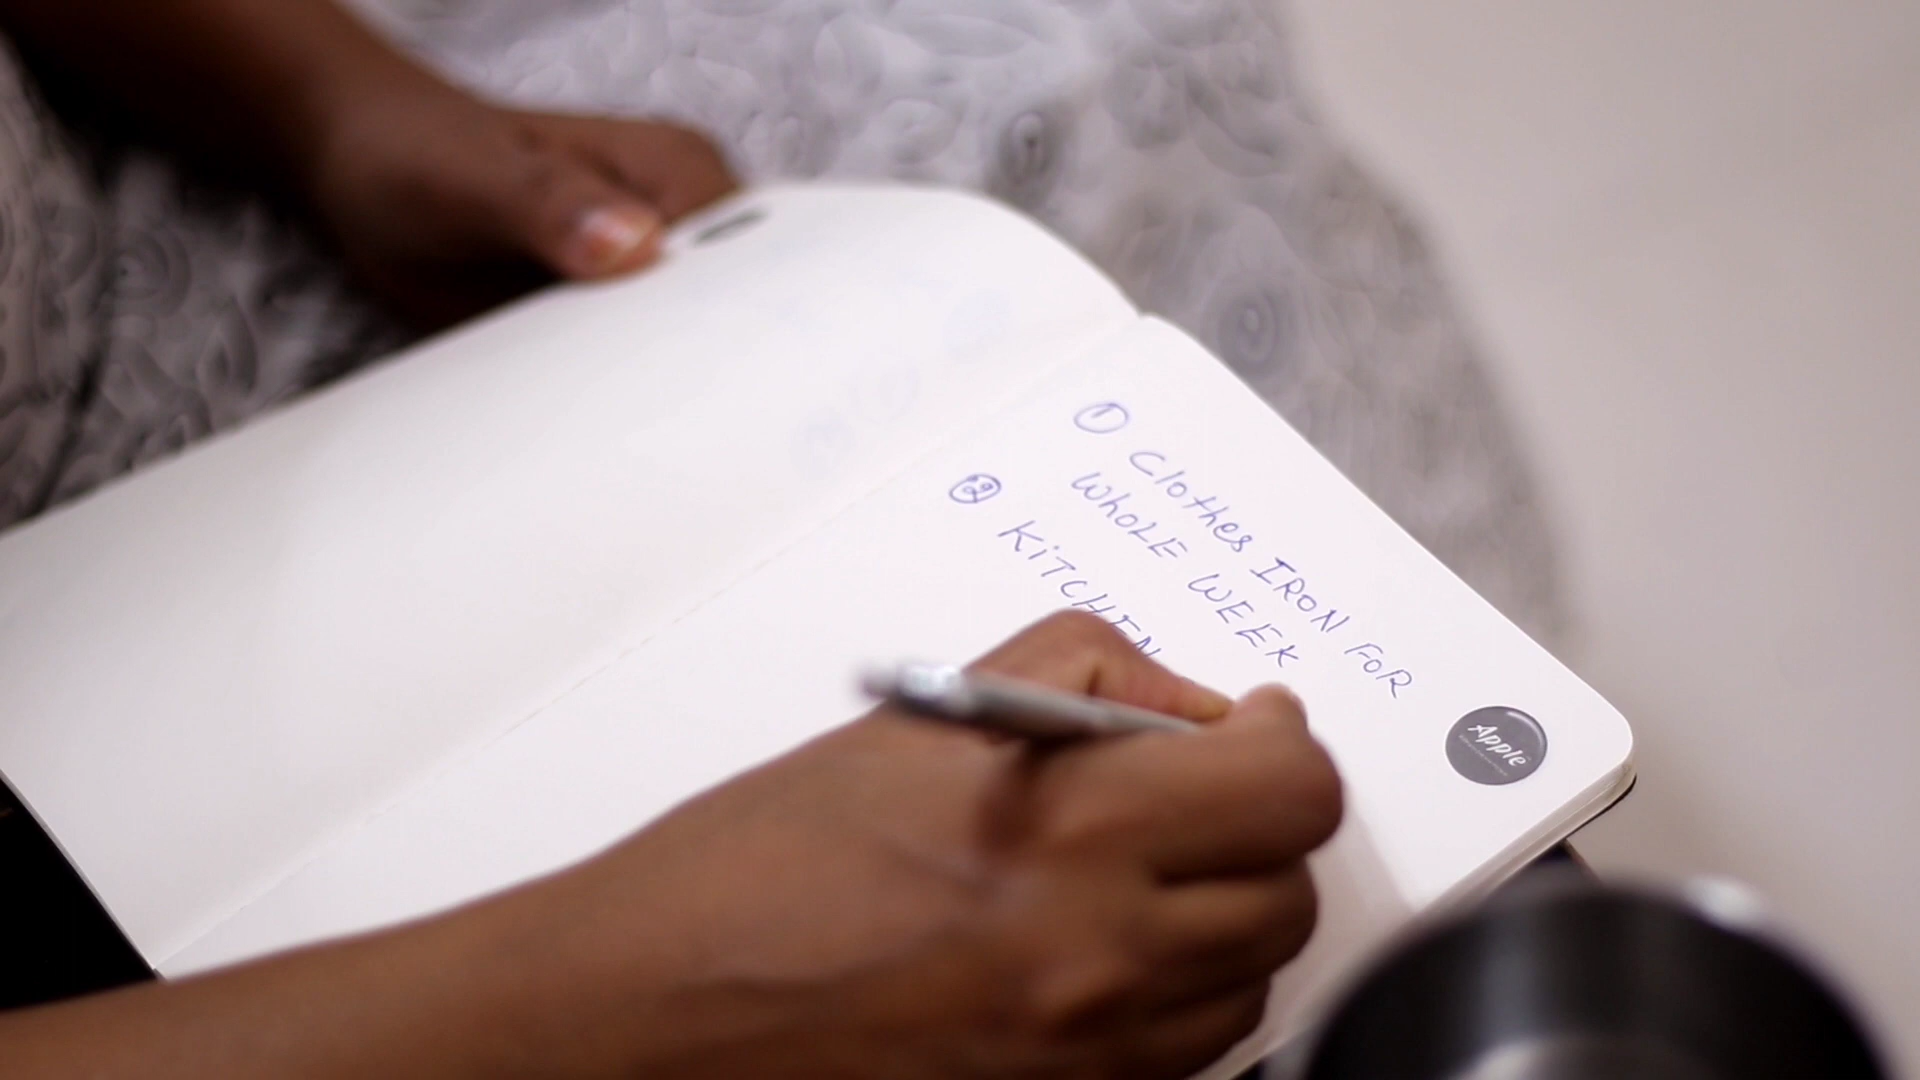 ① Clothes IRON FOR
WhOLE WEEK
② KiTCHEN
Apple